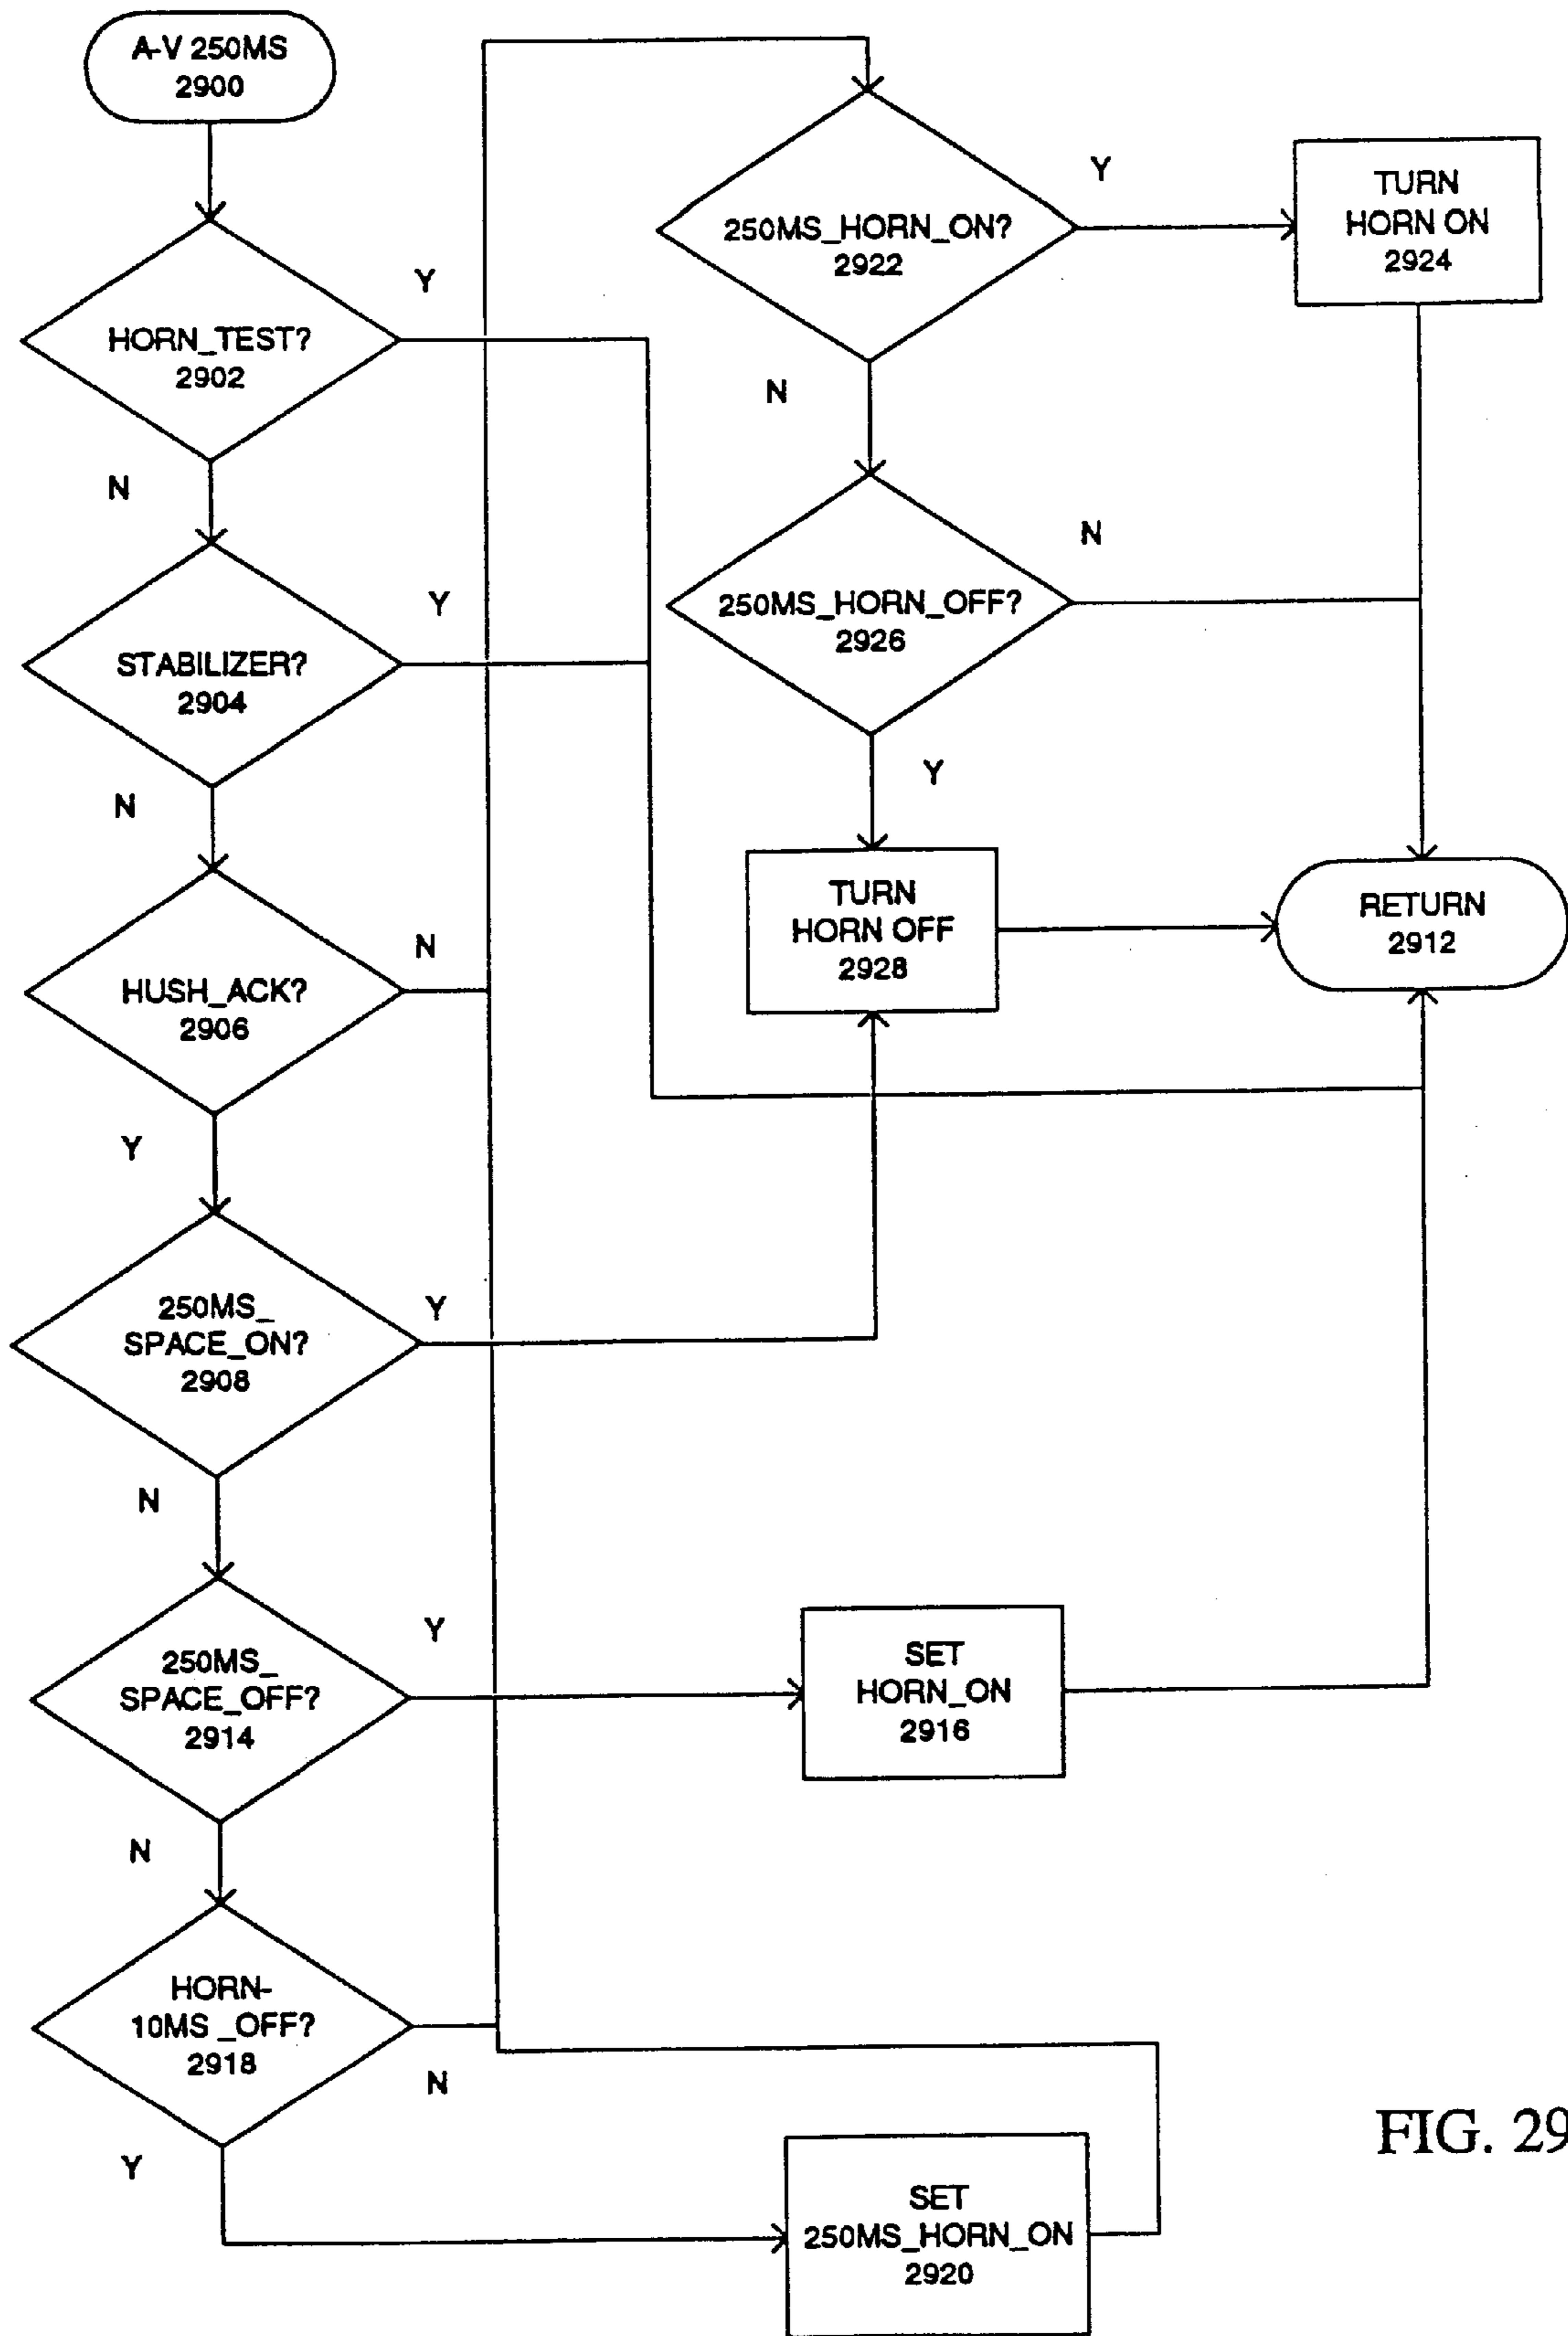 A-V 250MS
2900
HORN_TEST?
2902
Y
N
STABILIZER?
2904
Y
N
HUSH_ACK?
2906
N
Y
250MS_
SPACE_ON?
2908
Y
N
250MS_
SPACE_OFF?
2914
Y
N
HORN-
10MS_OFF?
2918
N
Y
250MS_HORN_ON?
2922
Y
N
TURN
HORN ON
2924
250MS_HORN_OFF?
2926
N
Y
TURN
HORN OFF
2928
RETURN
2912
SET
HORN_ON
2916
SET
250MS_HORN_ON
2920
FIG. 29